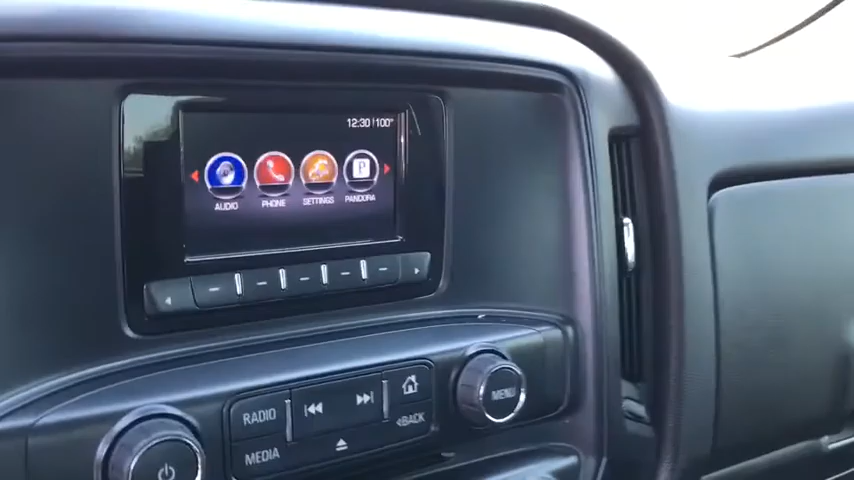 12:30 | 100°
AUDIO PHONE SETTINGS PANDORA
RADIO
MEDIA
BACK
MENU